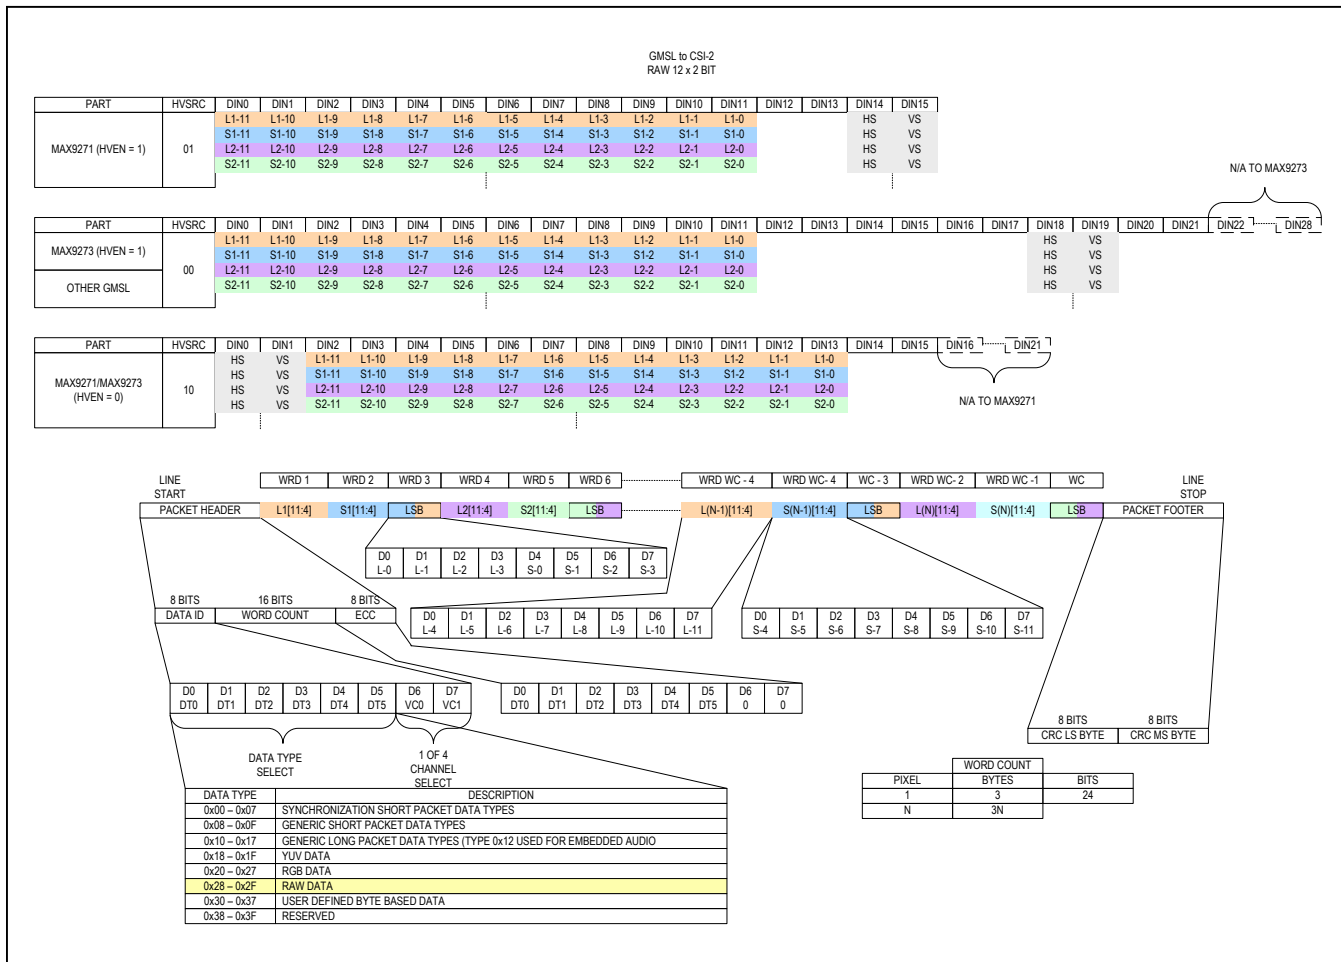 GMSL to CSI-2
RAW 12 x 2 BIT
PART HVSRC DIN0 DIN1 DIN2 DIN3 DIN4 DIN5 DIN6 DIN7 DIN8 DIN9 DIN10 DIN11 DIN12 DIN13 DIN14 DIN15
L1-11 L1-10 L1-9 L1-8 L1-7 L1-6 L1-5 L1-4 L1-3 L1-2 L1-1 L1-0 HS VS
S1-11 S1-10 S1-9 S1-8 S1-7 S1-6 S1-5 S1-4 S1-3 S1-2 S1-1 S1-0 HS VS
MAX9271 (HVEN = 1) 01 L2-11 L2-10 L2-9 L2-8 L2-7 L2-6 L2-5 L2-4 L2-3 L2-2 L2-1 L2-0 HS VS
S2-11 S2-10 S2-9 S2-8 S2-7 S2-6 S2-5 S2-4 S2-3 S2-2 S2-1 S2-0 HS VS
N/A TO MAX9273
PART HVSRC DIN0 DIN1 DIN2 DIN3 DIN4 DIN5 DIN6 DIN7 DIN8 DIN9 DIN10 DIN11 DIN12 DIN13 DIN14 DIN15 DIN16 DIN17 DIN18 DIN19 DIN20 DIN21 DIN22 DIN28
L1-11 L1-10 L1-9 L1-8 L1-7 L1-6 L1-5 L1-4 L1-3 L1-2 L1-1 L1-0 HS VS
MAX9273 (HVEN = 1) S1-11 S1-10 S1-9 S1-8 S1-7 S1-6 S1-5 S1-4 S1-3 S1-2 S1-1 S1-0 HS VS
00 L2-11 L2-10 L2-9 L2-8 L2-7 L2-6 L2-5 L2-4 L2-3 L2-2 L2-1 L2-0 HS VS
OTHER GMSL S2-11 S2-10 S2-9 S2-8 S2-7 S2-6 S2-5 S2-4 S2-3 S2-2 S2-1 S2-0 HS VS
PART HVSRC DIN0 DIN1 DIN2 DIN3 DIN4 DIN5 DIN6 DIN7 DIN8 DIN9 DIN10 DIN11 DIN12 DIN13 DIN14 DIN15 DIN16 DIN21
HS VS L1-11 L1-10 L1-9 L1-8 L1-7 L1-6 L1-5 L1-4 L1-3 L1-2 L1-1 L1-0
MAX9271/MAX9273 HS VS S1-11 S1-10 S1-9 S1-8 S1-7 S1-6 S1-5 S1-4 S1-3 S1-2 S1-1 S1-0
(HVEN = 0) 10 HS VS L2-11 L2-10 L2-9 L2-8 L2-7 L2-6 L2-5 L2-4 L2-3 L2-2 L2-1 L2-0
HS VS S2-11 S2-10 S2-9 S2-8 S2-7 S2-6 S2-5 S2-4 S2-3 S2-2 S2-1 S2-0
N/A TO MAX9271
LINE START WRD 1 WRD 2 WRD 3 WRD 4 WRD 5 WRD 6 WRD WC - 4 WRD WC- 4 WC - 3 WRD WC- 2 WRD WC -1 WC LINE STOP
PACKET HEADER L1[11:4] S1[11:4] LSB L2[11:4] S2[11:4] LSB L(N-1)[11:4] S(N-1)[11:4] LSB L(N)[11:4] S(N)[11:4] LSB PACKET FOOTER
D0 D1 D2 D3 D4 D5 D6 D7
L-0 L-1 L-2 L-3 S-0 S-1 S-2 S-3
8 BITS 16 BITS 8 BITS
DATA ID WORD COUNT ECC
D0 D1 D2 D3 D4 D5 D6 D7
L-4 L-5 L-6 L-7 L-8 L-9 L-10 L-11
D0 D1 D2 D3 D4 D5 D6 D7
S-4 S-5 S-6 S-7 S-8 S-9 S-10 S-11
D0 D1 D2 D3 D4 D5 D6 D7
DT0 DT1 DT2 DT3 DT4 DT5 VC0 VC1
D0 D1 D2 D3 D4 D5 D6 D7
DT0 DT1 DT2 DT3 DT4 DT5 0 0
8 BITS 8 BITS
CRC LS BYTE CRC MS BYTE
DATA TYPE
SELECT
1 OF 4
CHANNEL
SELECT
WORD COUNT
PIXEL BYTES BITS
1 3 24
N 3N
DATA TYPE DESCRIPTION
0x00 – 0x07 SYNCHRONIZATION SHORT PACKET DATA TYPES
0x08 – 0x0F GENERIC SHORT PACKET DATA TYPES
0x10 – 0x17 GENERIC LONG PACKET DATA TYPES (TYPE 0x12 USED FOR EMBEDDED AUDIO
0x18 – 0x1F YUV DATA
0x20 – 0x27 RGB DATA
0x28 – 0x2F RAW DATA
0x30 – 0x37 USER DEFINED BYTE BASED DATA
0x38 – 0x3F RESERVED